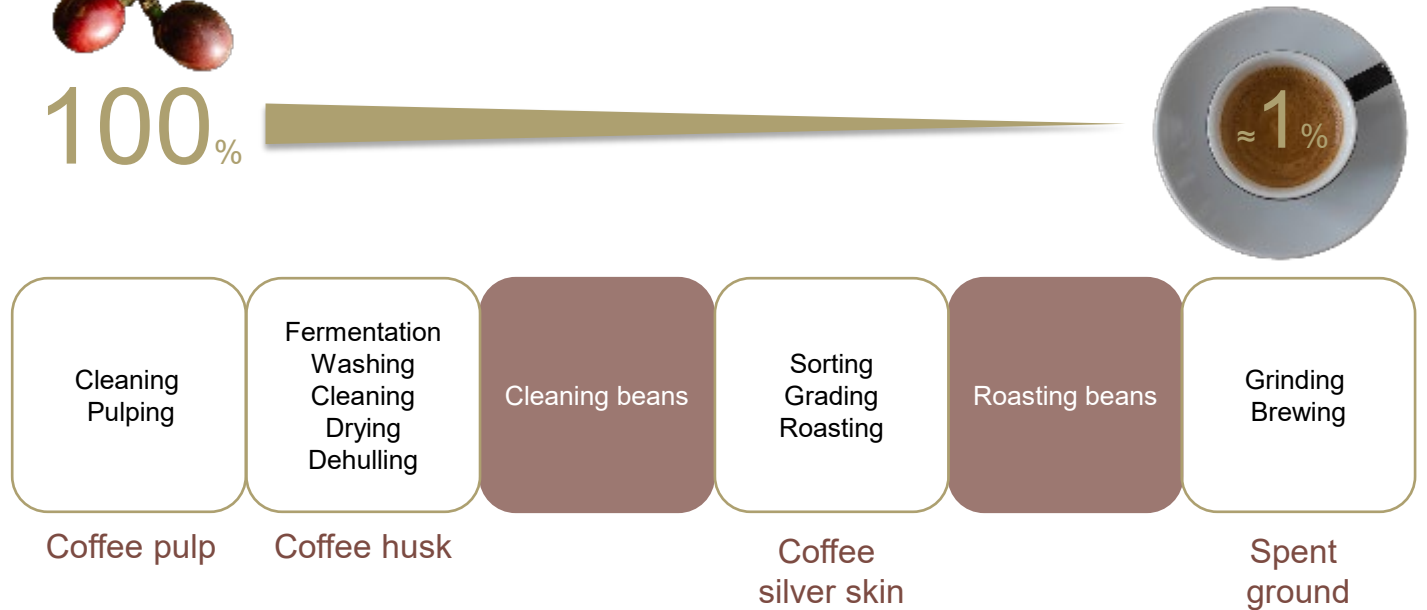 100%
≈1%
Cleaning
Pulping
Fermentation
Washing
Cleaning
Drying
Dehulling
Cleaning beans
Sorting
Grading
Roasting
Roasting beans
Grinding
Brewing
Coffee pulp
Coffee husk
Coffee
silver skin
Spent
ground